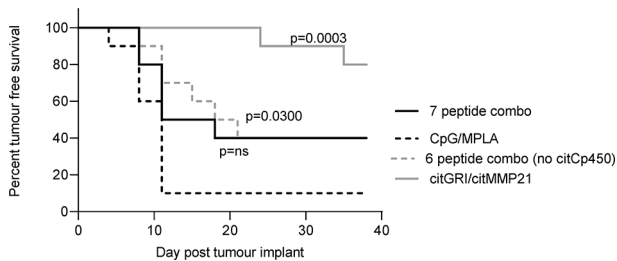 Percent tumour free survival
100
80
60
40
20
0
0 10 20 30 40
Day post tumour implant
p=0.0003
p=0.0300
p=ns
7 peptide combo
CpG/MPLA
6 peptide combo (no citCp450)
citGRI/citMMP21